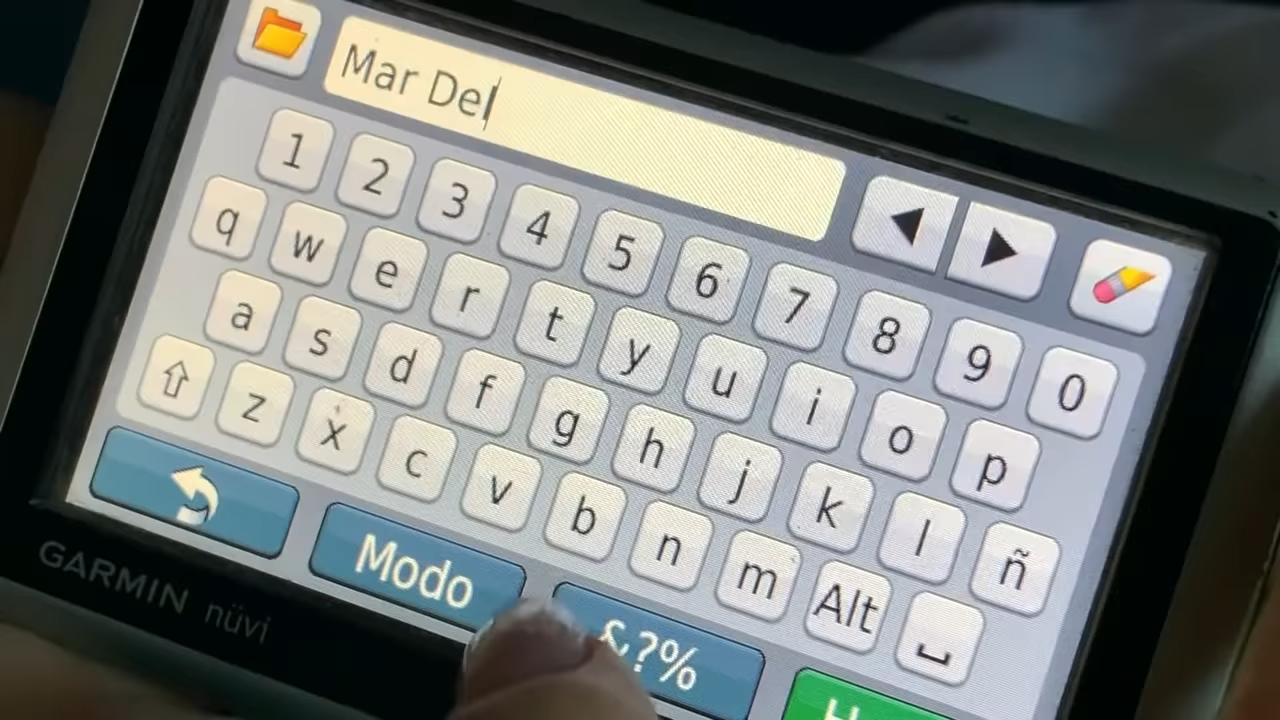 Mar Del
1 2 3 4 5 6 7 8 9 0
q w e r t y u i o p
a s d f g h j k l ñ
z x c v b n m Alt
Modo &?%
GARMIN nüvi